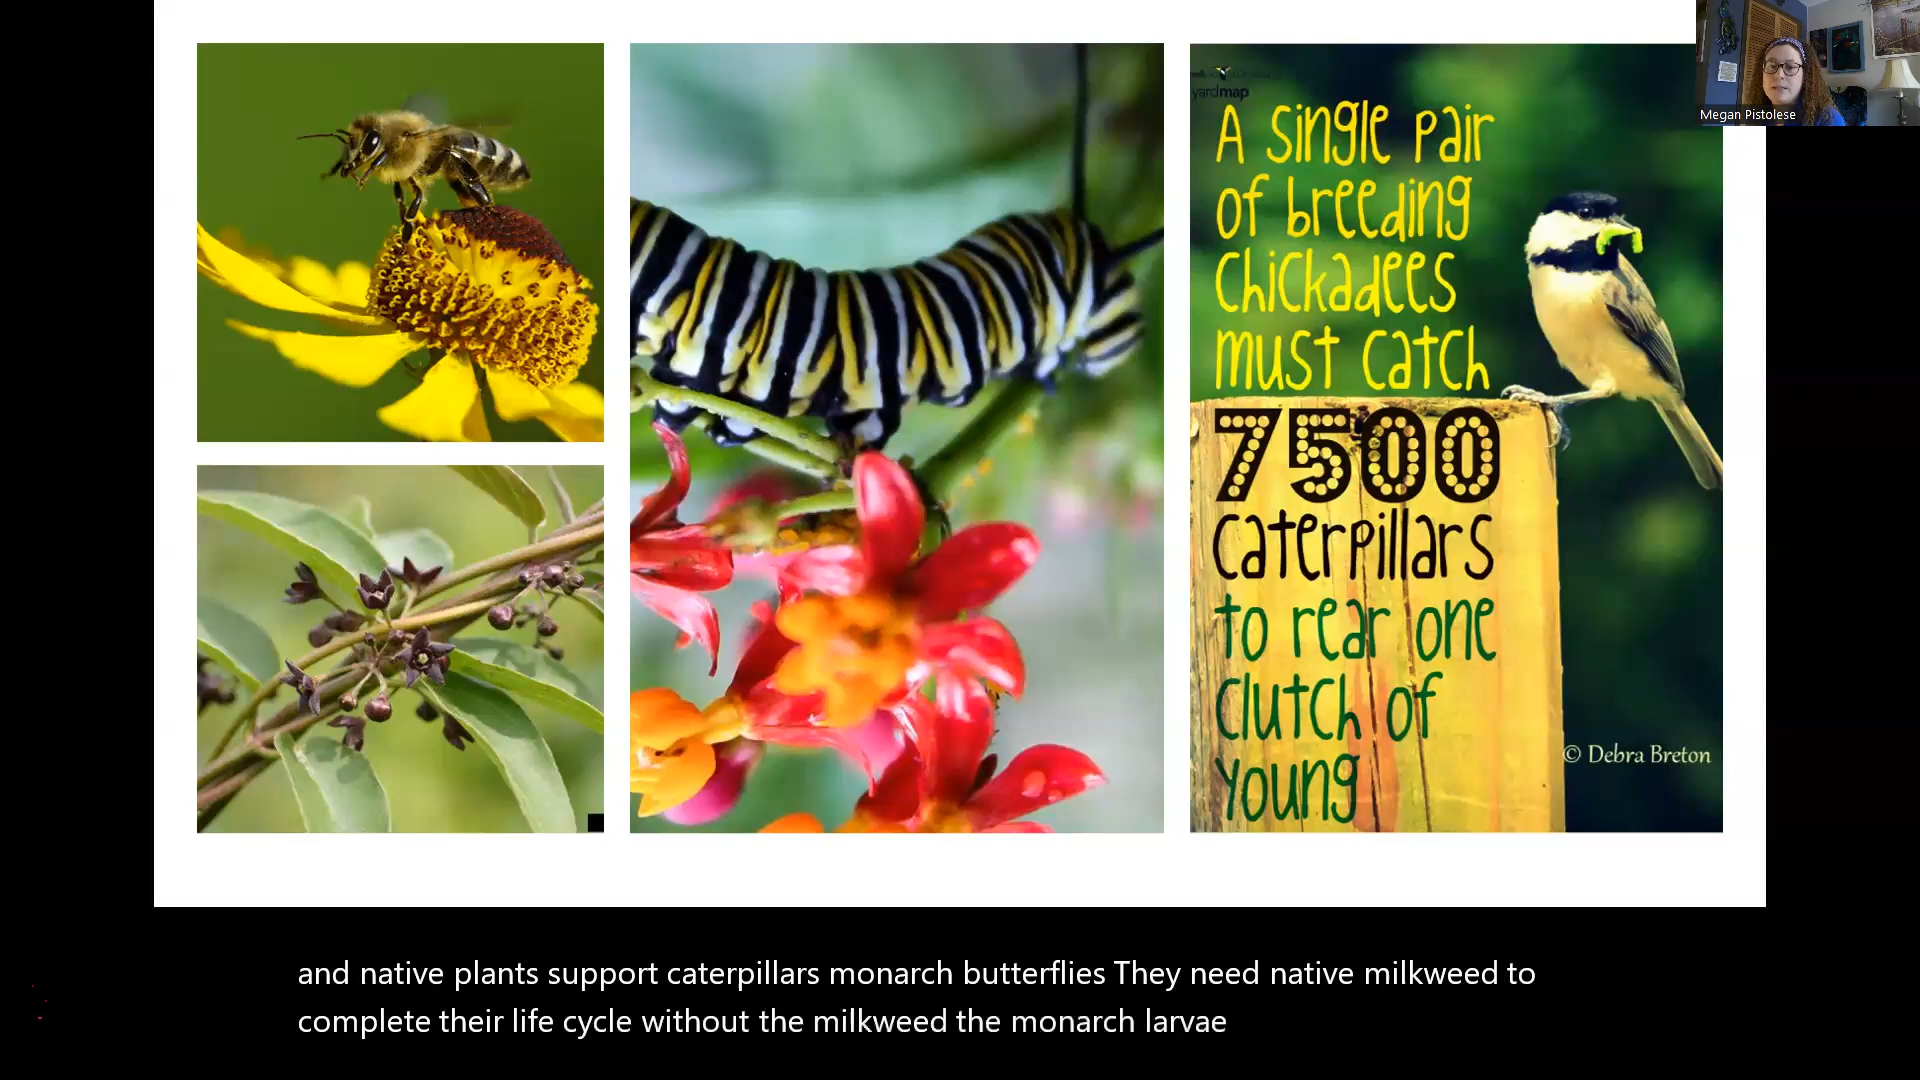 yardmap
A single pair
of breeding
chickadees
must catch
7500
caterpillars
to rear one
clutch of
young
© Debra Breton
Megan Pistolese
and native plants support caterpillars monarch butterflies They need native milkweed to
complete their life cycle without the milkweed the monarch larvae